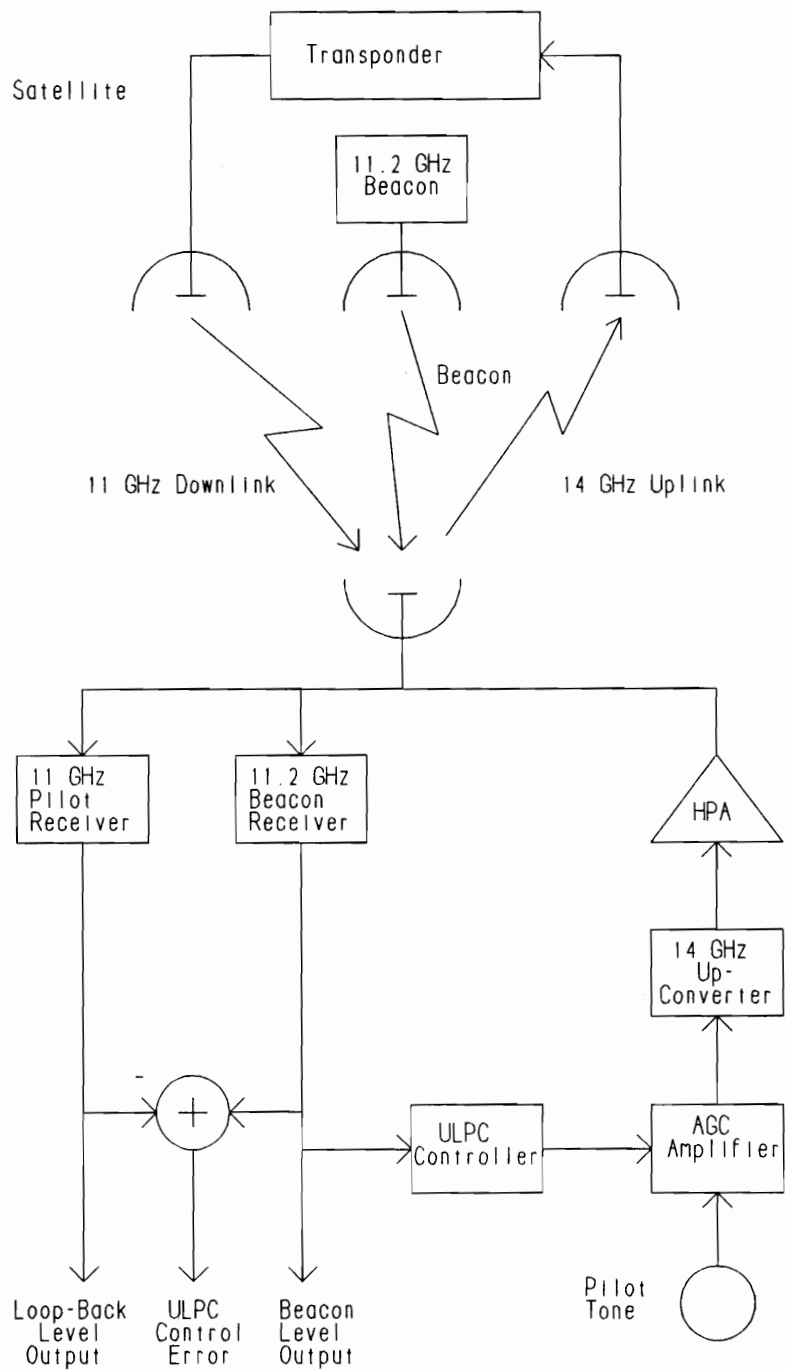 Transponder
Satellite
11.2 GHz
Beacon
Beacon
11 GHz Downlink
14 GHz Uplink
11 GHz
Pilot
Receiver
11.2 GHz
Beacon
Receiver
HPA
14 GHz
Up-
Converter
-
+
ULPC
Controller
AGC
Amplifier
Loop-Back
Level
Output
ULPC
Control
Error
Beacon
Level
Output
Pilot
Tone